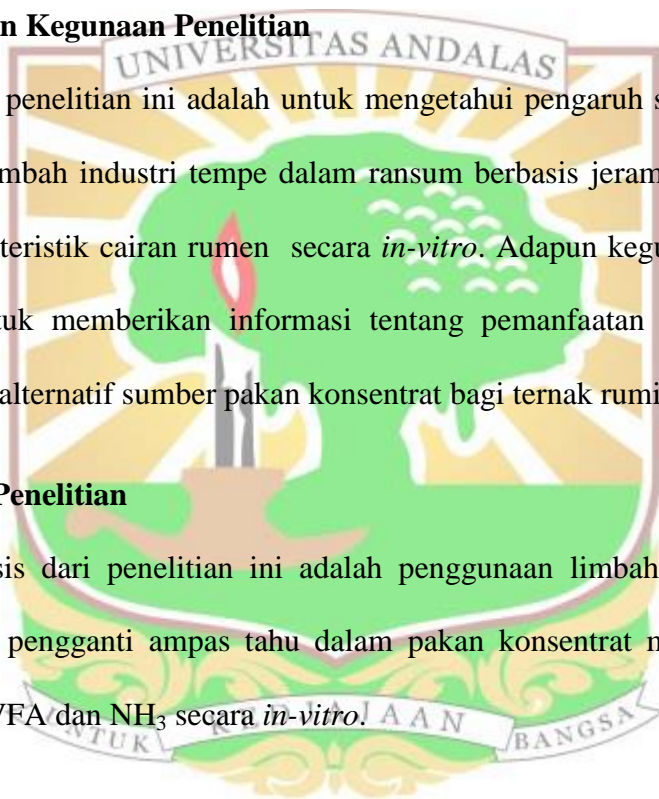 n Kegunaan Penelitian
UNIVERSITAS ANDALAS
penelitian ini adalah untuk mengetahui pengaruh s
mbah industri tempe dalam ransum berbasis jeram
teristik cairan rumen secara in-vitro. Adapun kegu
tuk memberikan informasi tentang pemanfaatan
alternatif sumber pakan konsentrat bagi ternak rumi
Penelitian
sis dari penelitian ini adalah penggunaan limbah
pengganti ampas tahu dalam pakan konsentrat n
VFA dan NH₃ secara in-vitro.
UNTUK KEDJAJAAN BANGSA